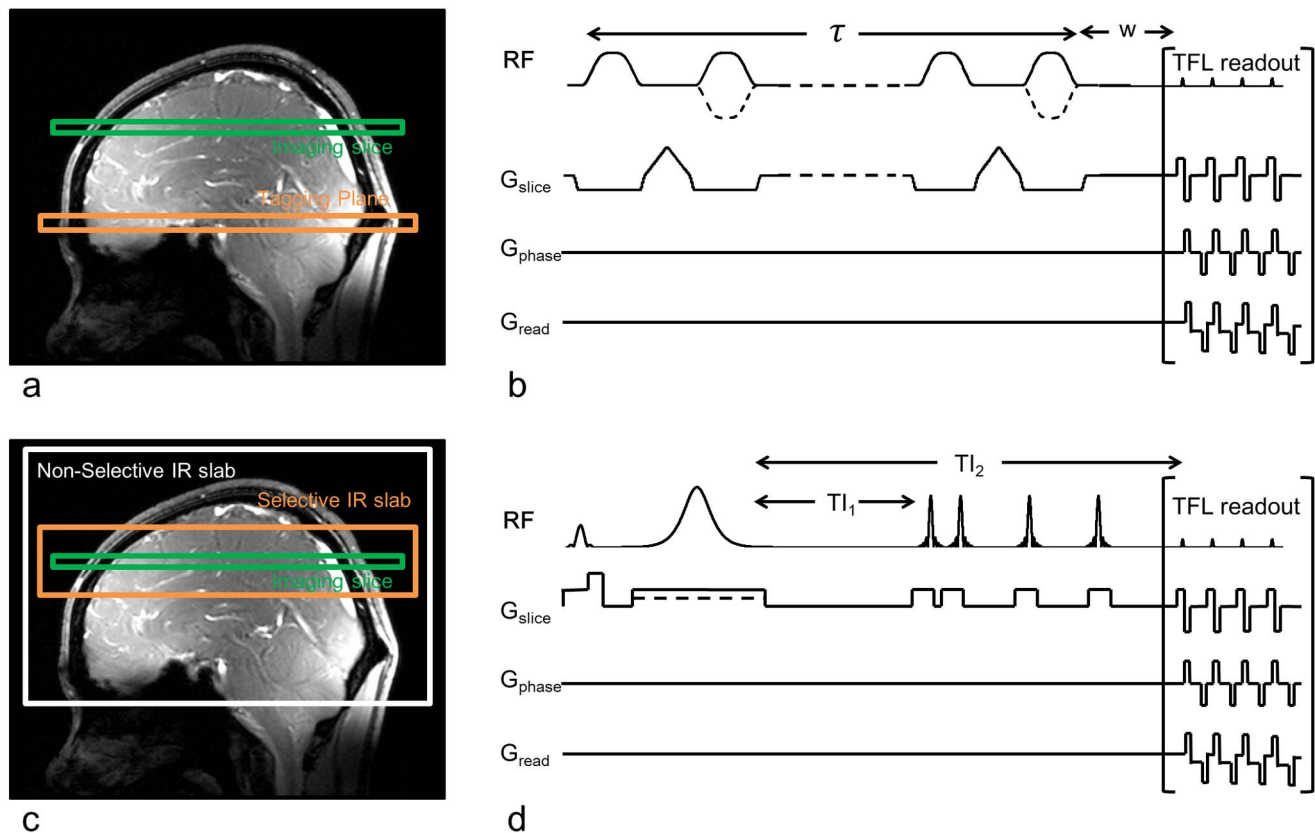 Imaging slice
Tagging Plane
a
τ
w
RF
TFL readout
Gslice
Gphase
Gread
b
Non-Selective IR slab
Selective IR slab
Imaging slice
c
TI2
TI1
RF
TFL readout
Gslice
Gphase
Gread
d